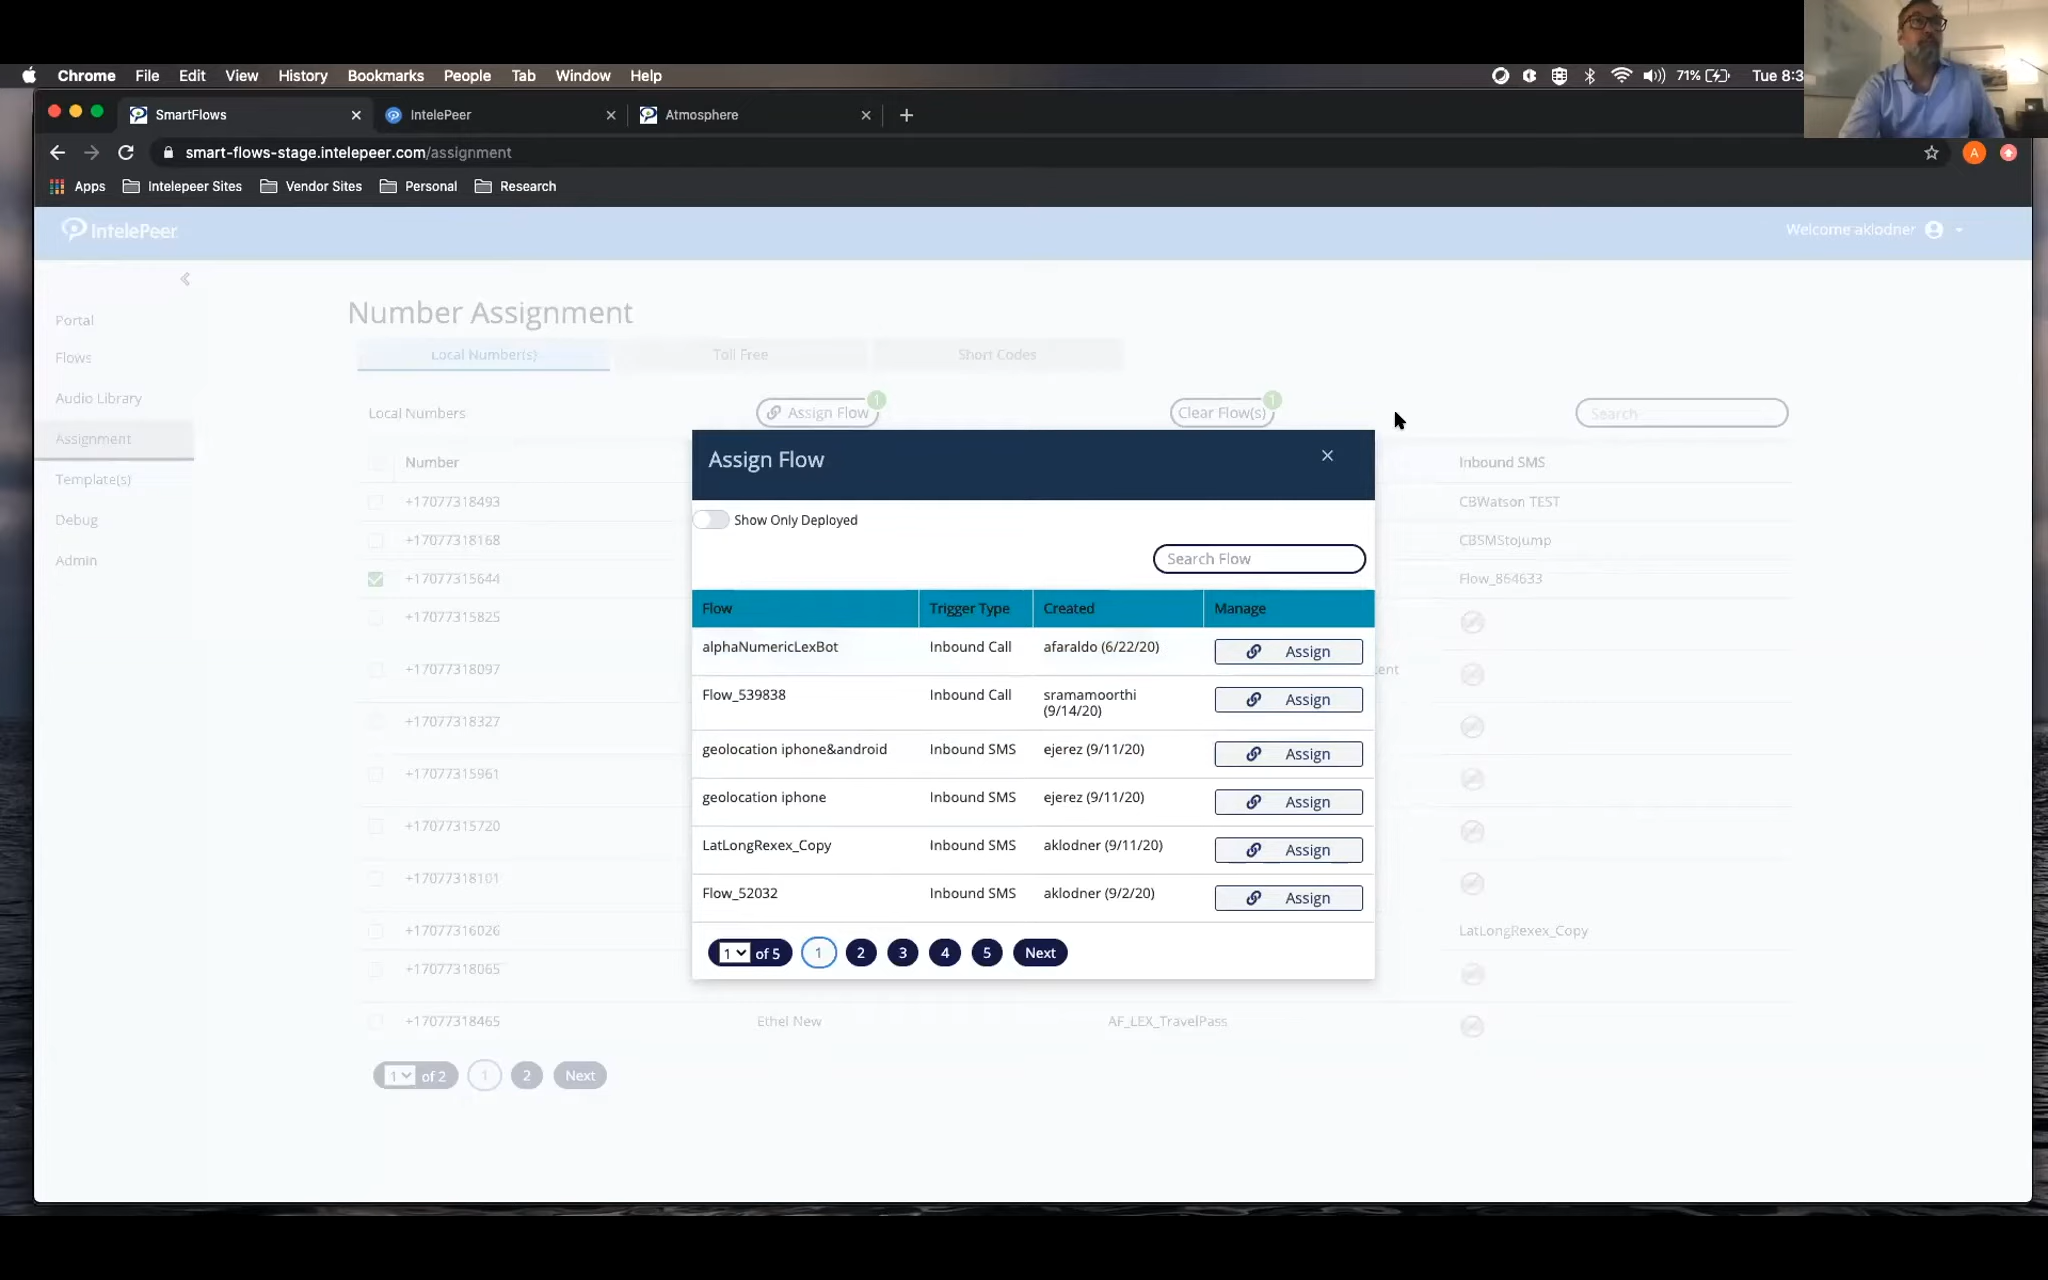 Chrome File Edit View History Bookmarks People Tab Window Help 71% Tue 8:3
SmartFlows IntelePeer Atmosphere
smart-flows-stage.intelepeer.com/assignment A
Apps Intelepeer Sites Vendor Sites Personal Research
IntelePeer Welcome aklodner
Portal
Flows
Audio Library
Assignment
Template(s)
Debug
Admin
Number Assignment
Local Number(s) Toll Free Short Codes
Local Numbers Assign Flow 1 Clear Flow(s) 1 Search
Number Inbound SMS
+17077318493 CBWatson TEST
+17077318168 CBSMStoJump
+17077315644 Flow_864633
+17077315825
+17077318097 ent
+17077318327
+17077315961
+17077315720
+17077318101
+17077316026 LatLongRexex_Copy
+17077318065
+17077318465 Ethel New AF_LEX_TravelPass
1 of 2 1 2 Next
Assign Flow
Show Only Deployed
Search Flow
Flow Trigger Type Created Manage
alphaNumericLexBot Inbound Call afaraldo (6/22/20) Assign
Flow_539838 Inbound Call sramamoorthi (9/14/20) Assign
geolocation iphone&android Inbound SMS ejerez (9/11/20) Assign
geolocation iphone Inbound SMS ejerez (9/11/20) Assign
LatLongRexex_Copy Inbound SMS aklodner (9/11/20) Assign
Flow_52032 Inbound SMS aklodner (9/2/20) Assign
1 of 5 1 2 3 4 5 Next